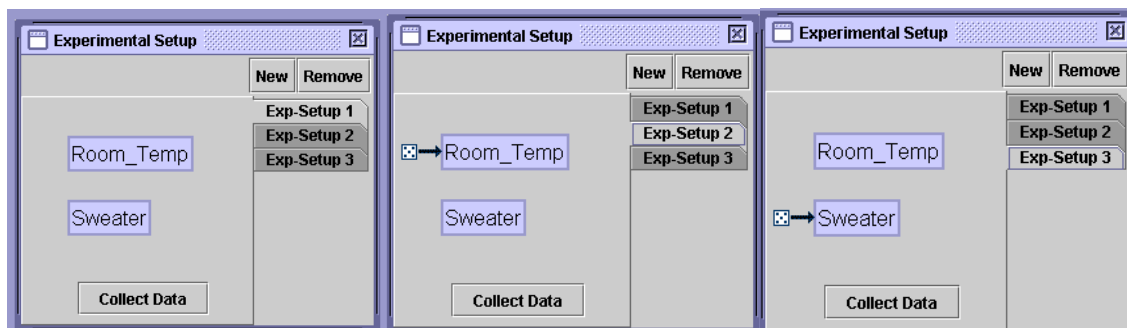 Experimental Setup
New Remove
Exp-Setup 1
Exp-Setup 2
Exp-Setup 3
Room_Temp
Sweater
Collect Data
Experimental Setup
New Remove
Exp-Setup 1
Exp-Setup 2
Exp-Setup 3
Room_Temp
Sweater
Collect Data
Experimental Setup
New Remove
Exp-Setup 1
Exp-Setup 2
Exp-Setup 3
Room_Temp
Sweater
Collect Data